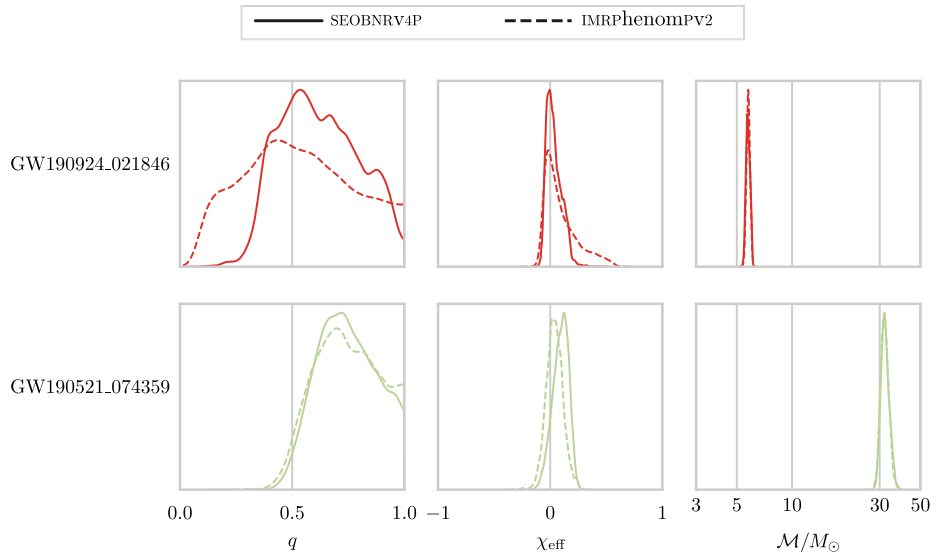 SEOBNRv4P IMRPhenomPv2
GW190924_021846
GW190521_074359
0.0 0.5 1.0 −1 0 1 3 5 10 30 50
q χeff ℳ/M⊙